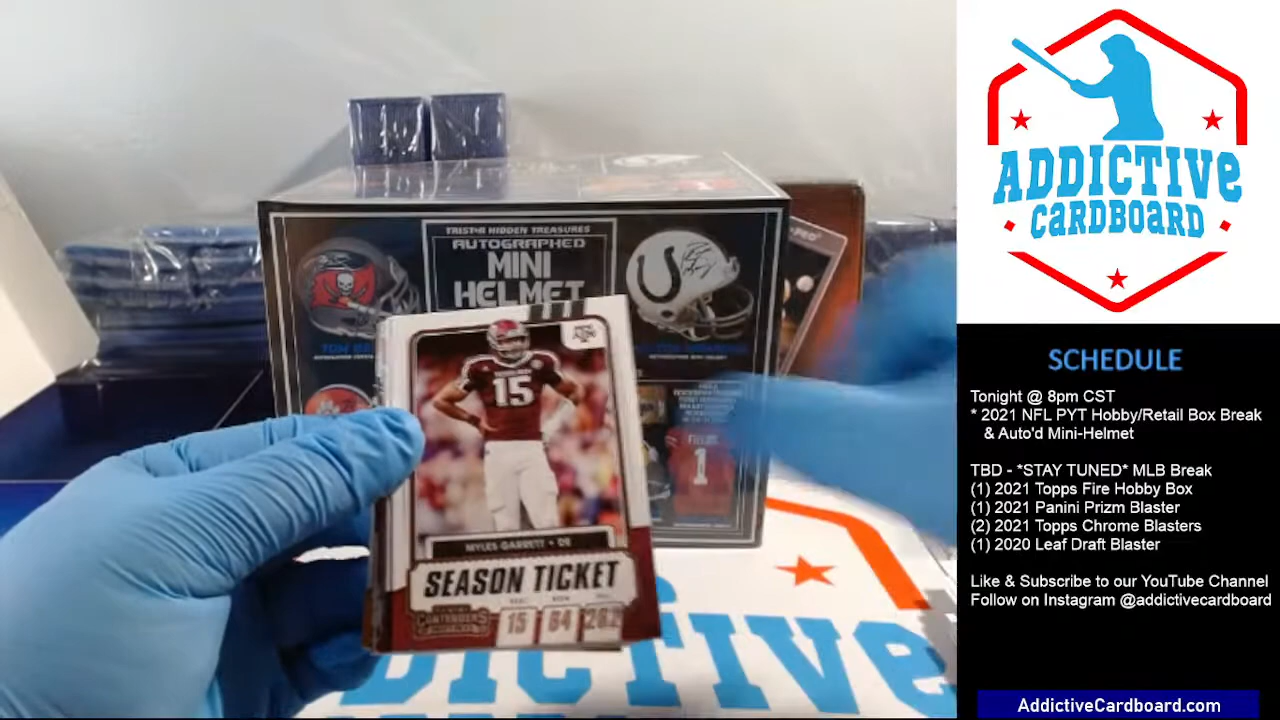 TRISTAR HIDDEN TREASURES
AUTOGRAPHED
MINI
HELMET
FIELDS
1
15
MYLES GARRETT • DE
SEASON TICKET
CONTENDERS
15 84 262
ADDICTIVE
CARDBOARD
SCHEDULE
Tonight @ 8pm CST
* 2021 NFL PYT Hobby/Retail Box Break
& Auto'd Mini-Helmet
TBD - *STAY TUNED* MLB Break
(1) 2021 Topps Fire Hobby Box
(1) 2021 Panini Prizm Blaster
(2) 2021 Topps Chrome Blasters
(1) 2020 Leaf Draft Blaster
Like & Subscribe to our YouTube Channel
Follow on Instagram @addictivecardboard
AddictiveCardboard.com